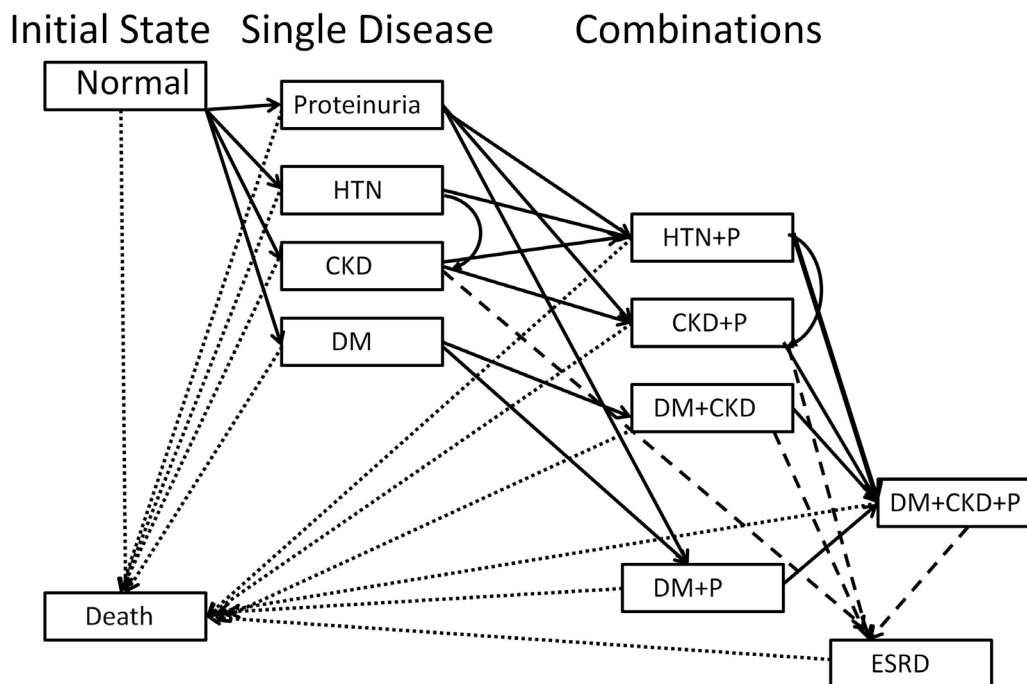 Initial State
Single Disease
Combinations
Normal
Proteinuria
HTN
CKD
DM
HTN+P
CKD+P
DM+CKD
DM+CKD+P
DM+P
Death
ESRD